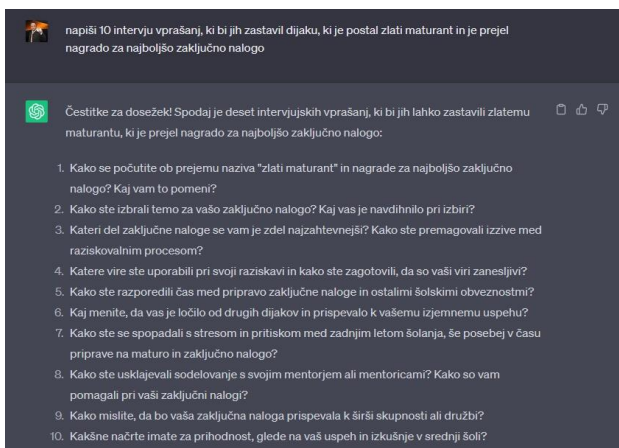 napiši 10 intervju vprašanj, ki bi jih zastavil dijaku, ki je postal zlati maturant in je prejel
nagrado za najboljšo zaključno nalogo
Čestitke za dosežek! Spodaj je deset intervjujskih vprašanj, ki bi jih lahko zastavili zlatemu
maturantu, ki je prejel nagrado za najboljšo zaključno nalogo:
1. Kako se počutite ob prejemu naziva "zlati maturant" in nagrade za najboljšo zaključno
nalogo? Kaj vam to pomeni?
2. Kako ste izbrali temo za vašo zaključno nalogo? Kaj vas je navdihnilo pri izbiri?
3. Kateri del zaključne naloge se vam je zdel najzahtevnejši? Kako ste premagovali izzive med
raziskovalnim procesom?
4. Katere vire ste uporabili pri svoji raziskavi in kako ste zagotovili, da so vaši viri zanesljivi?
5. Kako ste razporedili čas med pripravo zaključne naloge in ostalimi šolskimi obveznostmi?
6. Kaj menite, da vas je ločilo od drugih dijakov in prispevalo k vašemu izjemnemu uspehu?
7. Kako ste se spopadali s stresom in pritiskom med zadnjim letom šolanja, še posebej v času
priprave na maturo in zaključno nalogo?
8. Kako ste usklajevali sodelovanje s svojim mentorjem ali mentoricami? Kako so vam
pomagali pri vaši zaključni nalogi?
9. Kako mislite, da bo vaša zaključna naloga prispevala k širši skupnosti ali družbi?
10. Kakšne načrte imate za prihodnost, glede na vaš uspeh in izkušnje v srednji šoli?